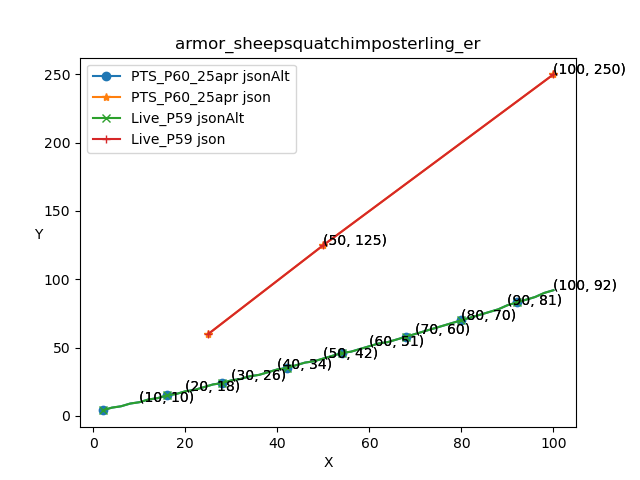 armor_sheepsquatchimposterling_er
PTS_P60_25apr jsonAlt
PTS_P60_25apr json
Live_P59 jsonAlt
Live_P59 json
(100, 250)
(50, 125)
(100, 92)
(90, 81)
(80, 70)
(70, 60)
(60, 51)
(50, 42)
(40, 34)
(30, 26)
(20, 18)
(10, 10)
250
200
150
100
50
0
Y
0 20 40 60 80 100
X